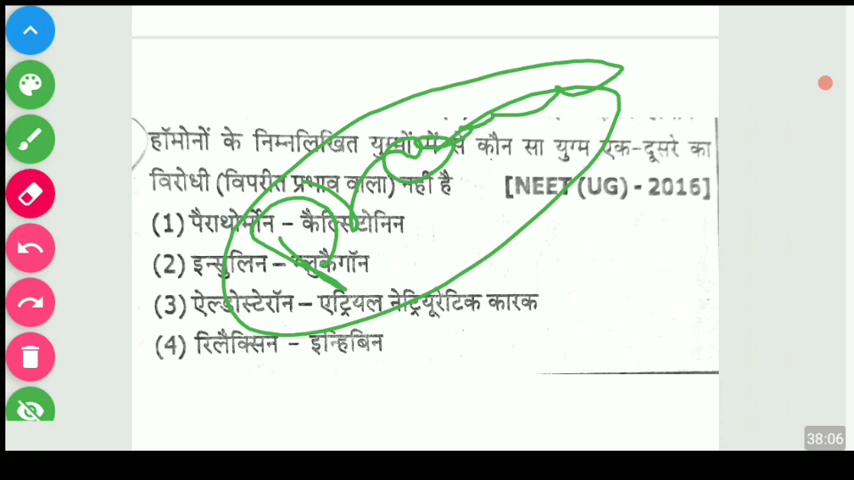 हॉमोनों के निम्नलिखित युग्मों में से कौन सा युग्म एक-दूसरे का
विरोधी (विपरीत प्रभाव वाला) नहीं है [NEET (UG) - 2016]
(1) पैराथोर्मोन – कैल्सिटोनिन
(2) इन्सुलिन – ग्लुकैगॉन
(3) ऐल्डोस्टेरॉन – एट्रियल नेट्रियूरेटिक कारक
(4) रिलैक्सिन – इन्हिबिन
38:06